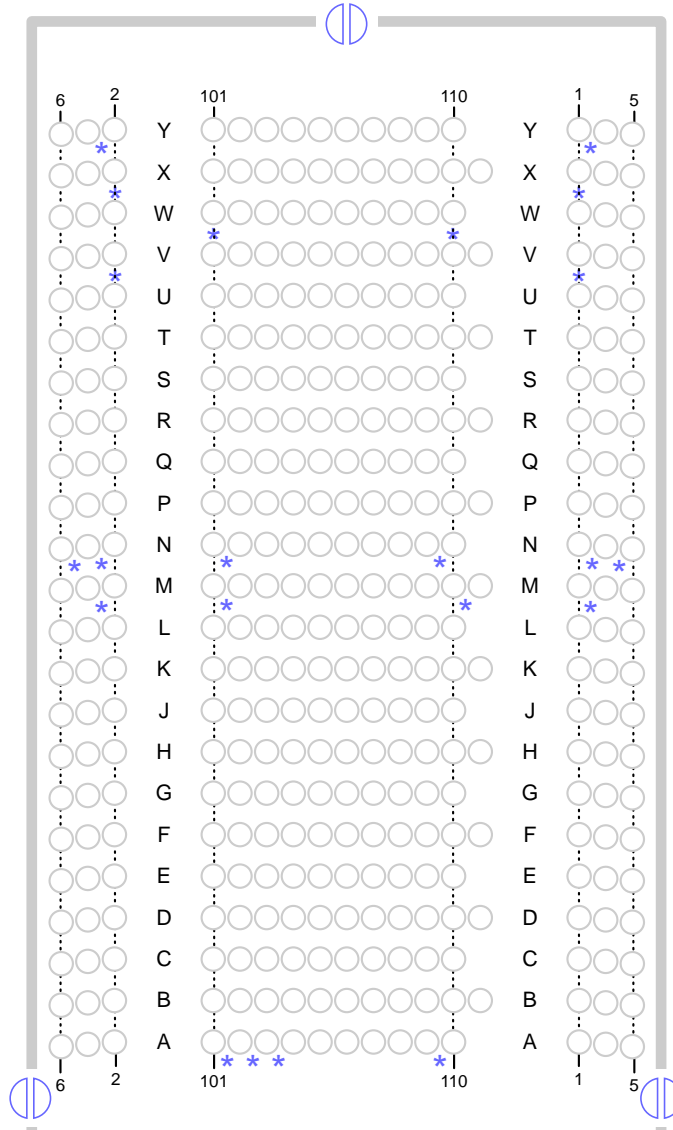 6 2 101 110 1 5
Y Y
*  *
X X
* *
W W
* *
V V
* *
U U
T T
S S
R R
Q Q
P P
N N
* * * * * *
M M
* * * *
L L
K K
J J
H H
G G
F F
E E
D D
C C
B B
A A
* * * *
6 2 101 110 1 5